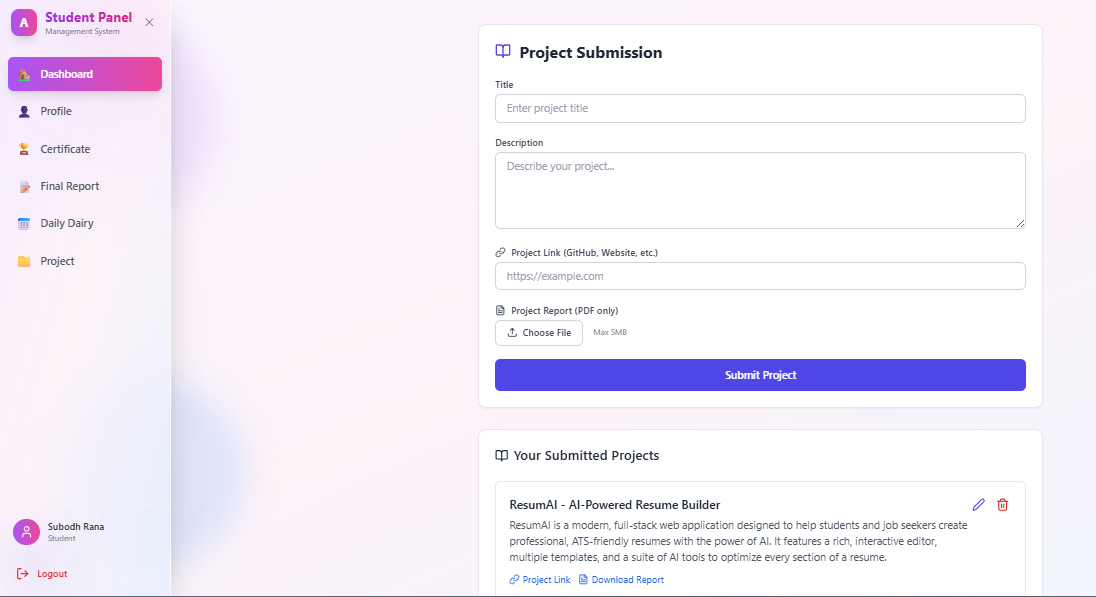 A
Student Panel
Management System
Dashboard
Profile
Certificate
Final Report
Daily Dairy
Project
Subodh Rana
Student
Logout
Project Submission
Title
Enter project title
Description
Describe your project...
Project Link (GitHub, Website, etc.)
https://example.com
Project Report (PDF only)
Choose File
Max 5MB
Submit Project
Your Submitted Projects
ResumAI - AI-Powered Resume Builder
ResumAI is a modern, full-stack web application designed to help students and job seekers create
professional, ATS-friendly resumes with the power of AI. It features a rich, interactive editor,
multiple templates, and a suite of AI tools to optimize every section of a resume.
Project Link Download Report